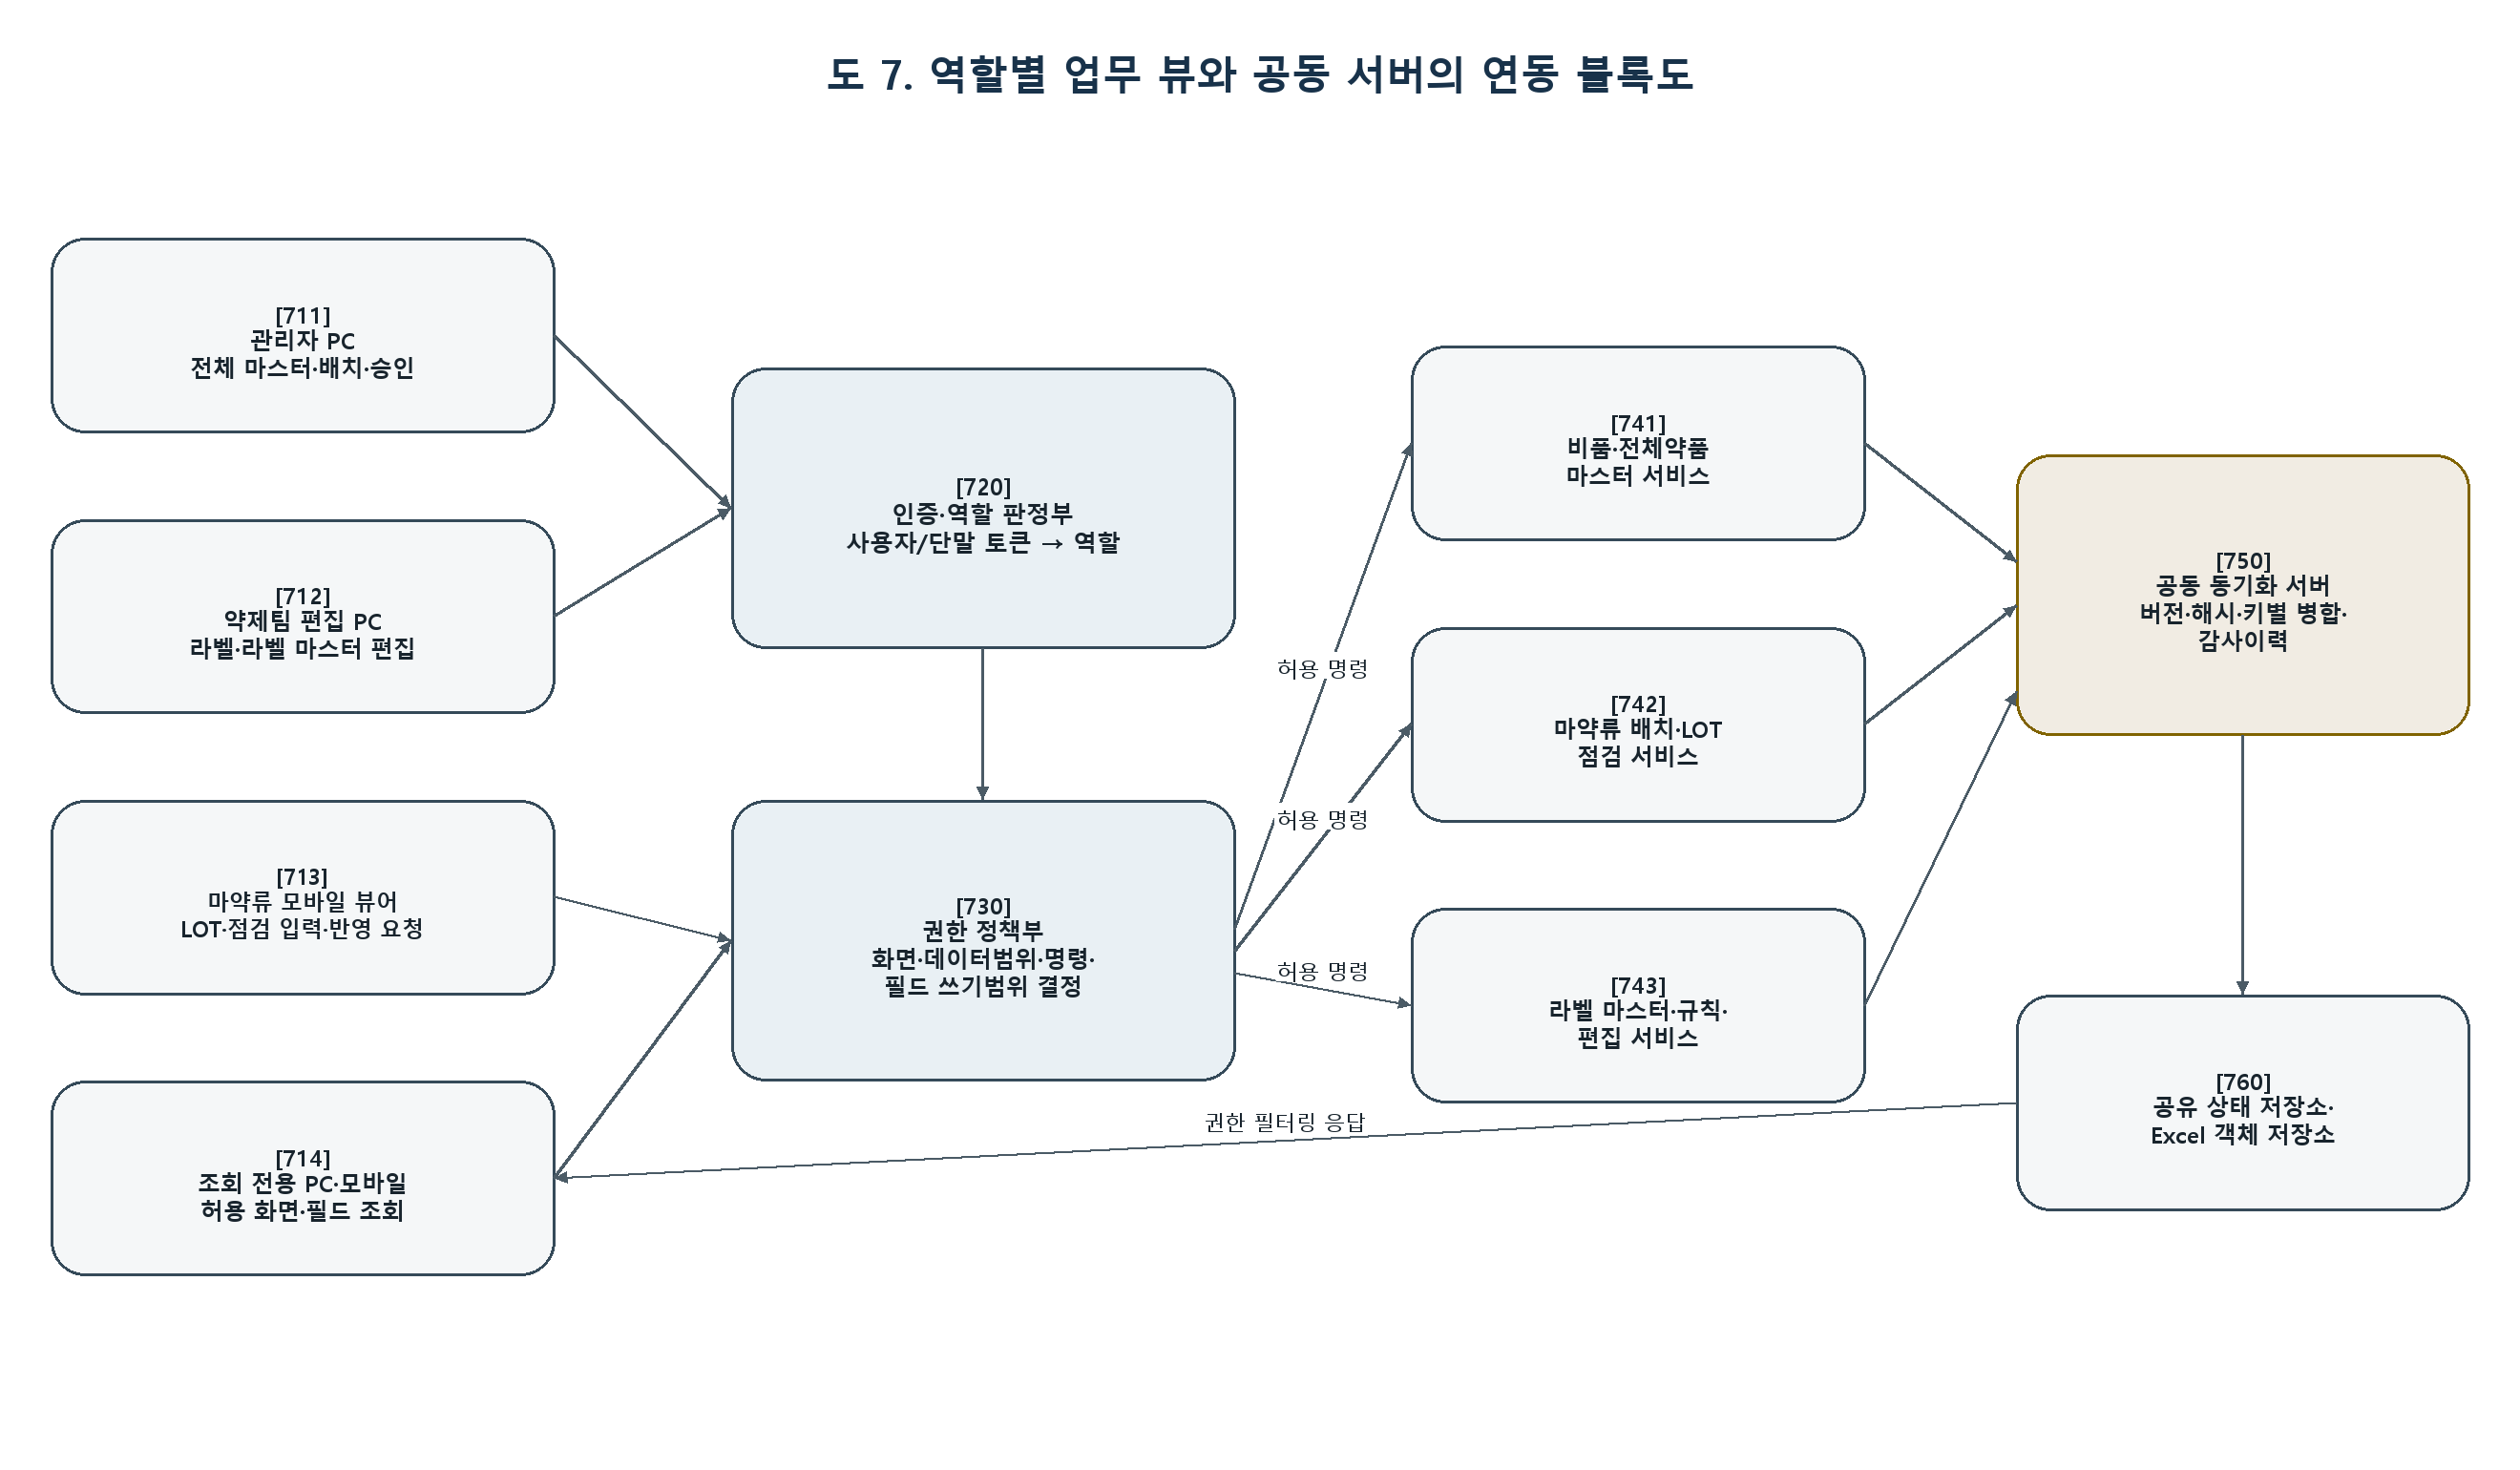 도 7. 역할별 업무 뷰와 공동 서버의 연동 블록도
[711]
관리자 PC
전체 마스터·배치·승인
[712]
약제팀 편집 PC
라벨·라벨 마스터 편집
[713]
마약류 모바일 뷰어
LOT·점검 입력·반영 요청
[714]
조회 전용 PC·모바일
허용 화면·필드 조회
[720]
인증·역할 판정부
사용자/단말 토큰 → 역할
[730]
권한 정책부
화면·데이터범위·명령·
필드 쓰기범위 결정
허용 명령
허용 명령
허용 명령
[741]
비품·전체약품
마스터 서비스
[742]
마약류 배치·LOT
점검 서비스
[743]
라벨 마스터·규칙·
편집 서비스
[750]
공동 동기화 서버
버전·해시·키별 병합·
감사이력
[760]
공유 상태 저장소·
Excel 객체 저장소
권한 필터링 응답